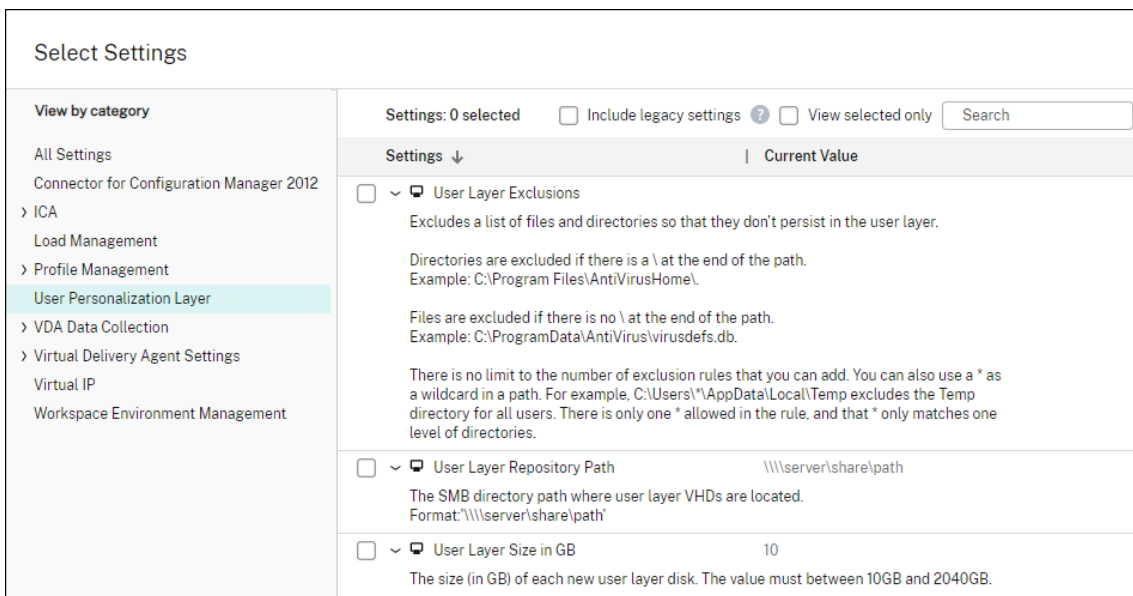 Select Settings
View by category
All Settings
Connector for Configuration Manager 2012
ICA
Load Management
Profile Management
User Personalization Layer
VDA Data Collection
Virtual Delivery Agent Settings
Virtual IP
Workspace Environment Management
Settings: 0 selected
Include legacy settings ?
View selected only
Search
Settings ↓ | Current Value
User Layer Exclusions
Excludes a list of files and directories so that they don't persist in the user layer.
Directories are excluded if there is a \ at the end of the path.
Example: C:\Program Files\AntiVirusHome\.
Files are excluded if there is no \ at the end of the path.
Example: C:\ProgramData\AntiVirus\virusdefs.db.
There is no limit to the number of exclusion rules that you can add. You can also use a * as
a wildcard in a path. For example, C:\Users\*\AppData\Local\Temp excludes the Temp
directory for all users. There is only one * allowed in the rule, and that * only matches one
level of directories.
User Layer Repository Path \\\\server\share\path
The SMB directory path where user layer VHDs are located.
Format:'\\\\server\share\path'
User Layer Size in GB 10
The size (in GB) of each new user layer disk. The value must between 10GB and 2040GB.